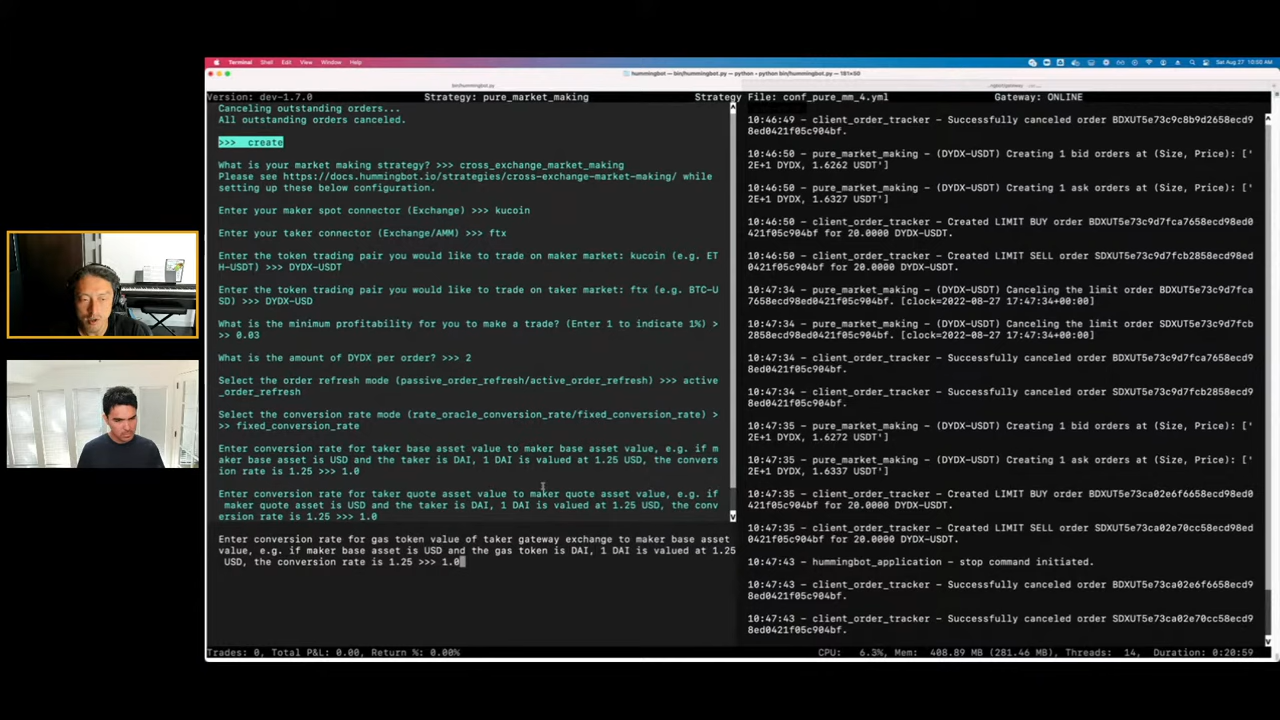 Terminal Shell Edit View Window Help
Sat Aug 27 10:50 AM
hummingbot — bin/hummingbot.py — python • python bin/hummingbot.py — 181×50
bin/hummingbot.py
Version: dev-1.7.0 Strategy: pure_market_making Strategy File: conf_pure_mm_4.yml Gateway: ONLINE
Canceling outstanding orders...
All outstanding orders canceled.
>>> create
What is your market making strategy? >>> cross_exchange_market_making
Please see https://docs.hummingbot.io/strategies/cross-exchange-market-making/ while
setting up these below configuration.
Enter your maker spot connector (Exchange) >>> kucoin
Enter your taker connector (Exchange/AMM) >>> ftx
Enter the token trading pair you would like to trade on maker market: kucoin (e.g. ET
H-USDT) >>> DYDX-USDT
Enter the token trading pair you would like to trade on taker market: ftx (e.g. BTC-U
SD) >>> DYDX-USD
What is the minimum profitability for you to make a trade? (Enter 1 to indicate 1%) >
>> 0.03
What is the amount of DYDX per order? >>> 2
Select the order refresh mode (passive_order_refresh/active_order_refresh) >>> active
_order_refresh
Select the conversion rate mode (rate_oracle_conversion_rate/fixed_conversion_rate) >
>> fixed_conversion_rate
Enter conversion rate for taker base asset value to maker base asset value, e.g. if m
aker base asset is USD and the taker is DAI, 1 DAI is valued at 1.25 USD, the convers
ion rate is 1.25 >>> 1.0
Enter conversion rate for taker quote asset value to maker quote asset value, e.g. if
maker quote asset is USD and the taker is DAI, 1 DAI is valued at 1.25 USD, the conv
ersion rate is 1.25 >>> 1.0
Enter conversion rate for gas token value of taker gateway exchange to maker base asset
value, e.g. if maker base asset is USD and the gas token is DAI, 1 DAI is valued at 1.25
USD, the conversion rate is 1.25 >>> 1.0
10:46:49 - client_order_tracker - Successfully canceled order BDXUT5e73c9c8b9d2658ecd9
8ed0421f05c904bf.
10:46:50 - pure_market_making - (DYDX-USDT) Creating 1 bid orders at (Size, Price): ['
2E+1 DYDX, 1.6262 USDT']
10:46:50 - pure_market_making - (DYDX-USDT) Creating 1 ask orders at (Size, Price): ['
2E+1 DYDX, 1.6327 USDT']
10:46:50 - client_order_tracker - Created LIMIT BUY order BDXUT5e73c9d7fca7658ecd98ed0
421f05c904bf for 20.0000 DYDX-USDT.
10:46:50 - client_order_tracker - Created LIMIT SELL order SDXUT5e73c9d7fcb2858ecd98ed
0421f05c904bf for 20.0000 DYDX-USDT.
10:47:34 - pure_market_making - (DYDX-USDT) Canceling the limit order BDXUT5e73c9d7fca
7658ecd98ed0421f05c904bf. [clock=2022-08-27 17:47:34+00:00]
10:47:34 - pure_market_making - (DYDX-USDT) Canceling the limit order SDXUT5e73c9d7fcb
2858ecd98ed0421f05c904bf. [clock=2022-08-27 17:47:34+00:00]
10:47:34 - client_order_tracker - Successfully canceled order BDXUT5e73c9d7fca7658ecd9
8ed0421f05c904bf.
10:47:34 - client_order_tracker - Successfully canceled order SDXUT5e73c9d7fcb2858ecd9
8ed0421f05c904bf.
10:47:35 - pure_market_making - (DYDX-USDT) Creating 1 bid orders at (Size, Price): ['
2E+1 DYDX, 1.6272 USDT']
10:47:35 - pure_market_making - (DYDX-USDT) Creating 1 ask orders at (Size, Price): ['
2E+1 DYDX, 1.6337 USDT']
10:47:35 - client_order_tracker - Created LIMIT BUY order BDXUT5e73ca02e6f6658ecd98ed0
421f05c904bf for 20.0000 DYDX-USDT.
10:47:35 - client_order_tracker - Created LIMIT SELL order SDXUT5e73ca02e70cc58ecd98ed
0421f05c904bf for 20.0000 DYDX-USDT.
10:47:43 - hummingbot_application - stop command initiated.
10:47:43 - client_order_tracker - Successfully canceled order BDXUT5e73ca02e6f6658ecd9
8ed0421f05c904bf.
10:47:43 - client_order_tracker - Successfully canceled order SDXUT5e73ca02e70cc58ecd9
8ed0421f05c904bf.
Trades: 0, Total P&L: 0.00, Return %: 0.00% CPU: 6.3%, Mem: 408.89 MB (281.46 MB), Threads: 14, Duration: 0:20:59